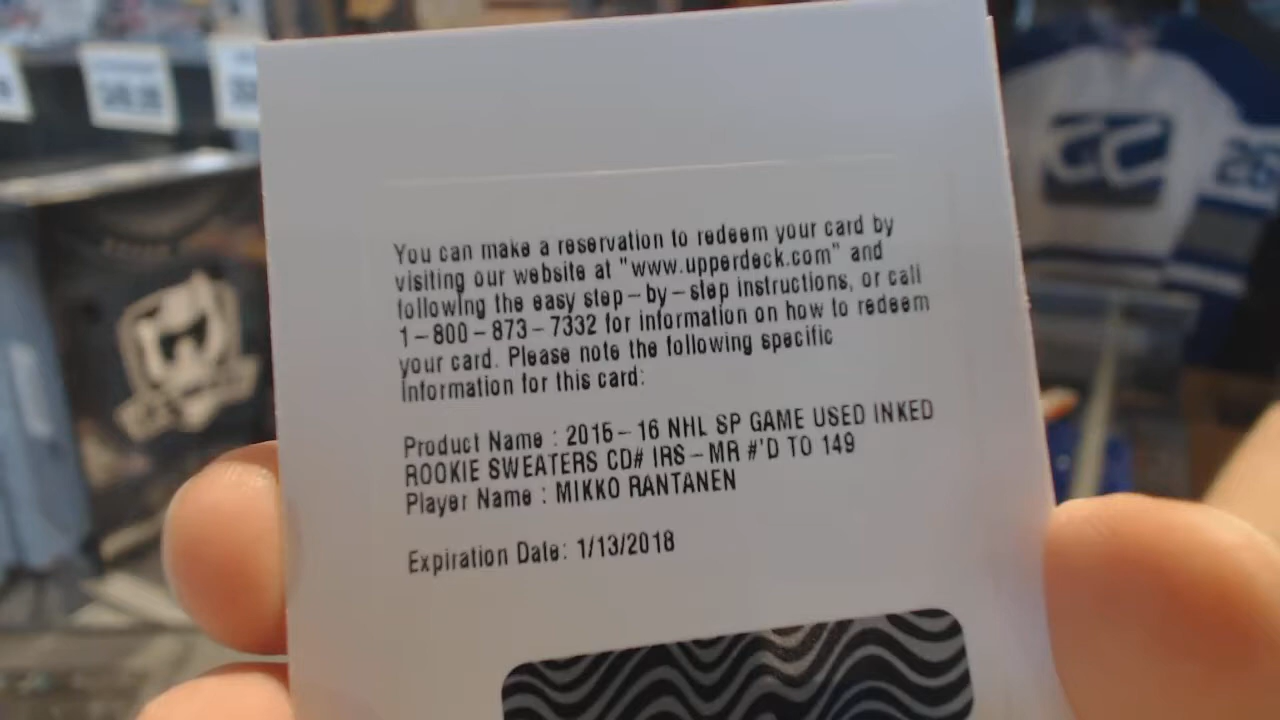 You can make a reservation to redeem your card by
visiting our website at "www.upperdeck.com" and
following the easy step-by-step instructions, or call
1-800-873-7332 for information on how to redeem
your card. Please note the following specific
information for this card:
Product Name : 2015-16 NHL SP GAME USED INKED
ROOKIE SWEATERS CD# IRS-MR #'D TO 149
Player Name : MIKKO RANTANEN
Expiration Date: 1/13/2018
CC
26